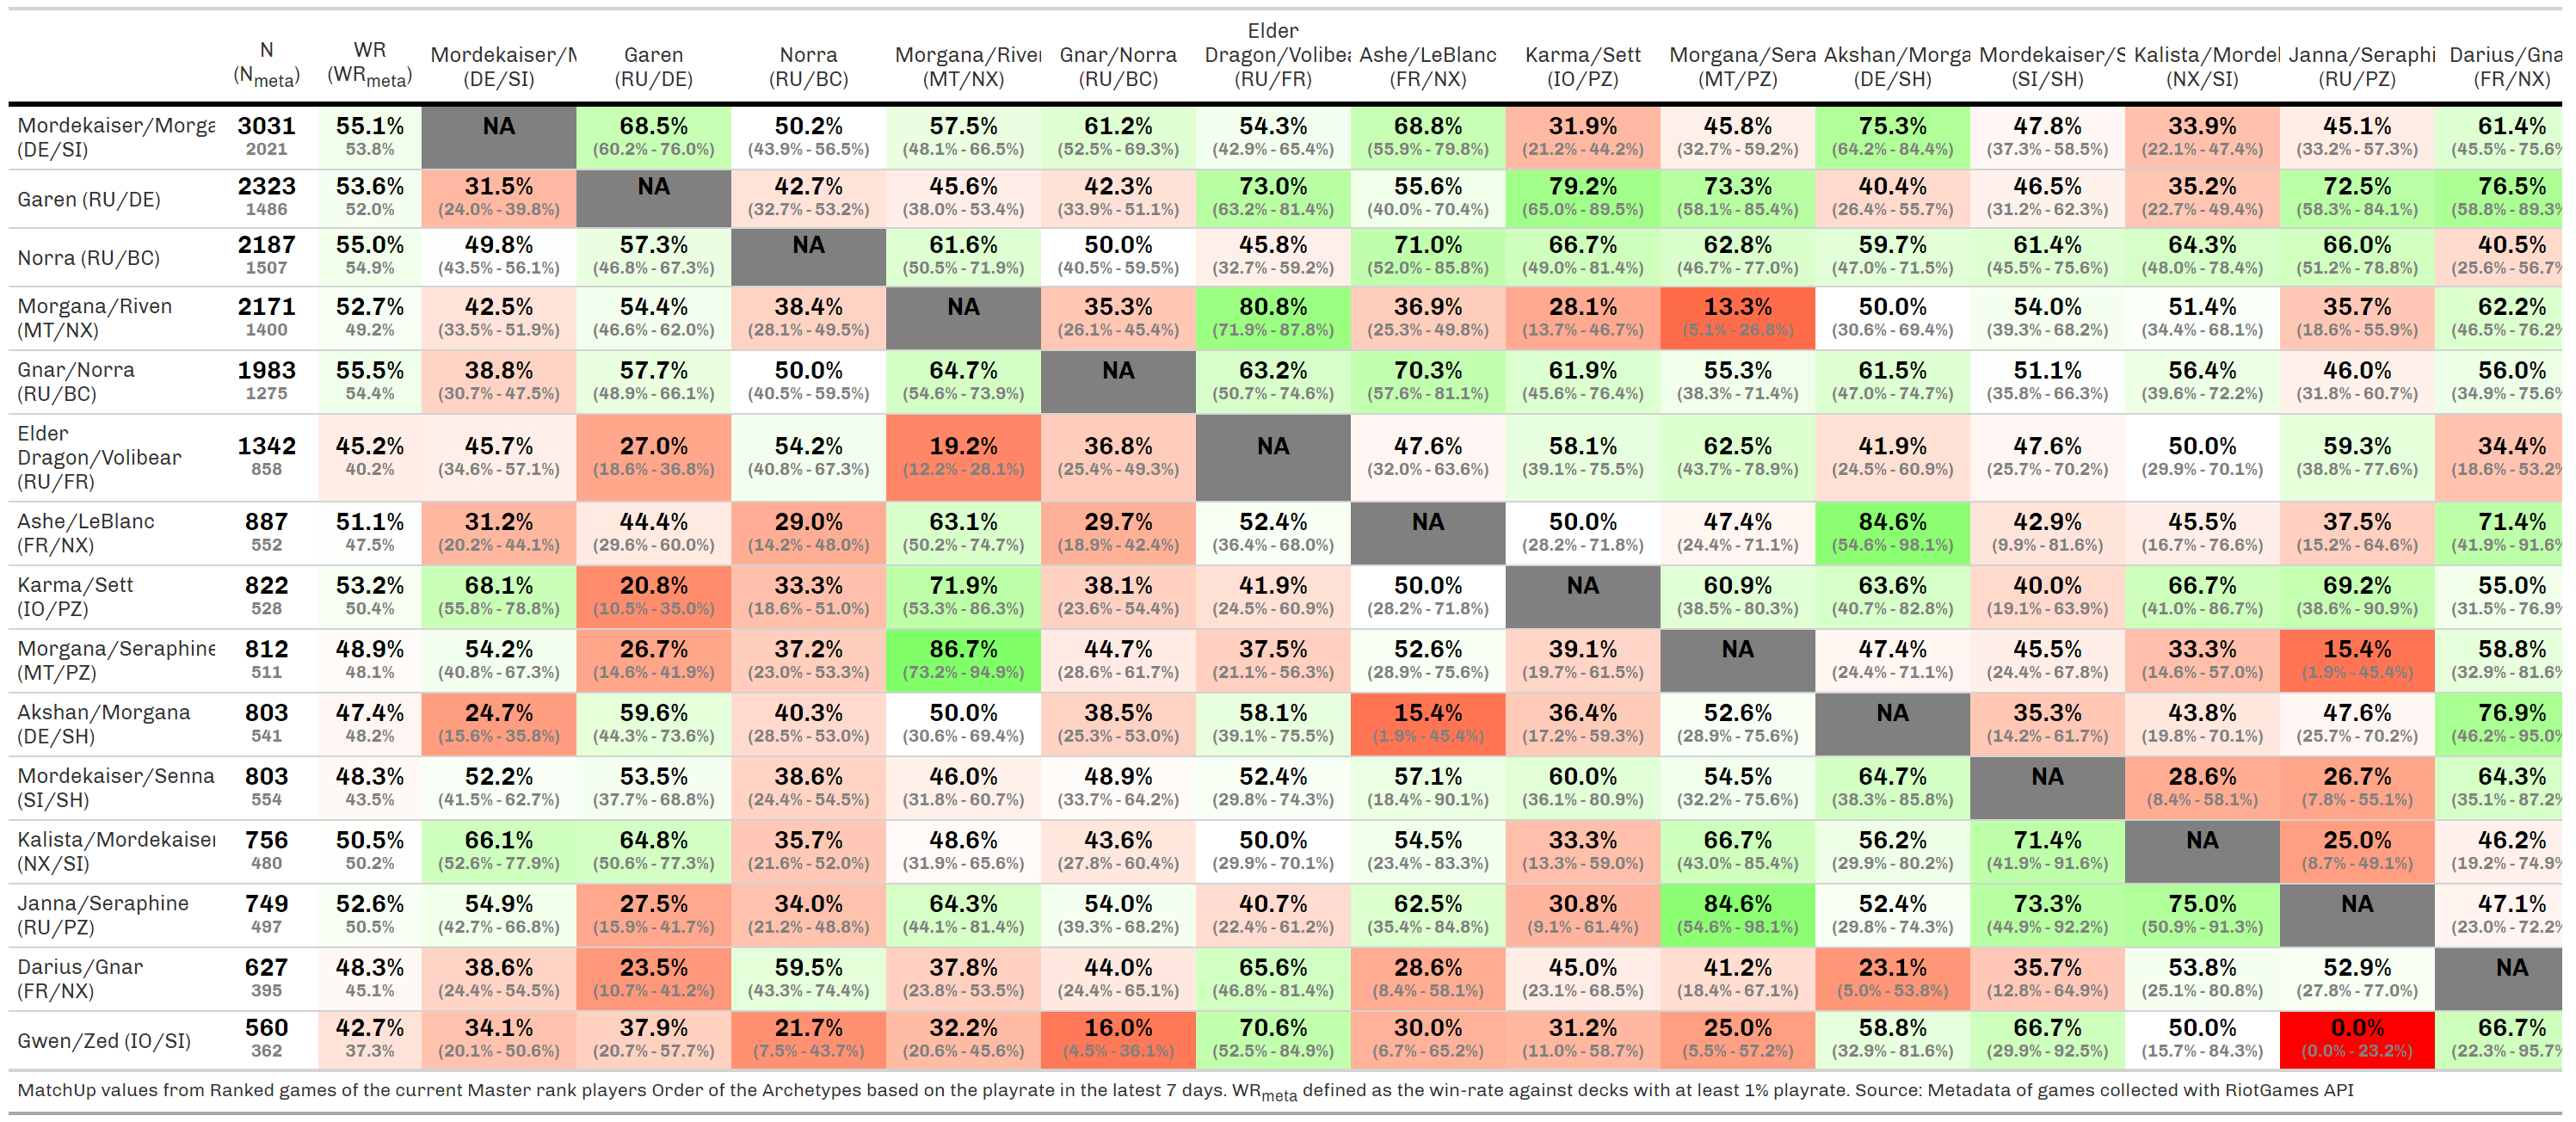 N (Nmeta) WR (WRmeta) Mordekaiser/M (DE/SI) Garen (RU/DE) Norra (RU/BC) Morgana/River (MT/NX) Gnar/Norra (RU/BC) Elder Dragon/Volibea (RU/FR) Ashe/LeBlanc (FR/NX) Karma/Sett (IO/PZ) Morgana/Sera (MT/PZ) Akshan/Morga (DE/SH) Mordekaiser/S (SI/SH) Kalista/Mordel (NX/SI) Janna/Seraphi (RU/PZ) Darius/Gna (FR/NX)
Mordekaiser/Morga 3031 55.1% NA 68.5% 50.2% 57.5% 61.2% 54.3% 68.8% 31.9% 45.8% 75.3% 47.8% 33.9% 45.1% 61.4%
(DE/SI) 2021 53.8% (60.2% - 76.0%) (43.9% - 56.5%) (48.1% - 66.5%) (52.5% - 69.3%) (42.9% - 65.4%) (55.9% - 79.8%) (21.2% - 44.2%) (32.7% - 59.2%) (64.2% - 84.4%) (37.3% - 58.5%) (22.1% - 47.4%) (33.2% - 57.3%) (45.5% - 75.6%
Garen (RU/DE) 2323 53.6% 31.5% NA 42.7% 45.6% 42.3% 73.0% 55.6% 79.2% 73.3% 40.4% 46.5% 35.2% 72.5% 76.5%
1486 52.0% (24.0% - 39.8%) (32.7% - 53.2%) (38.0% - 53.4%) (33.9% - 51.1%) (63.2% - 81.4%) (40.0% - 70.4%) (65.0% - 89.5%) (58.1% - 85.4%) (26.4% - 55.7%) (31.2% - 62.3%) (22.7% - 49.4%) (58.3% - 84.1%) (58.8% - 89.3%
Norra (RU/BC) 2187 55.0% 49.8% 57.3% NA 61.6% 50.0% 45.8% 71.0% 66.7% 62.8% 59.7% 61.4% 64.3% 66.0% 40.5%
1507 54.9% (43.5% - 56.1%) (46.8% - 67.3%) (50.5% - 71.9%) (40.5% - 59.5%) (32.7% - 59.2%) (52.0% - 85.8%) (49.0% - 81.4%) (46.7% - 77.0%) (47.0% - 71.5%) (45.5% - 75.6%) (48.0% - 78.4%) (51.2% - 78.8%) (25.6% - 56.7%
Morgana/Riven 2171 52.7% 42.5% 54.4% 38.4% NA 35.3% 80.8% 36.9% 28.1% 13.3% 50.0% 54.0% 51.4% 35.7% 62.2%
(MT/NX) 1400 49.2% (33.5% - 51.9%) (46.6% - 62.0%) (28.1% - 49.5%) (26.1% - 45.4%) (71.9% - 87.8%) (25.3% - 49.8%) (13.7% - 46.7%) (5.1% - 26.8%) (30.6% - 69.4%) (39.3% - 68.2%) (34.4% - 68.1%) (18.6% - 55.9%) (46.5% - 76.2%
Gnar/Norra 1983 55.5% 38.8% 57.7% 50.0% 64.7% NA 63.2% 70.3% 61.9% 55.3% 61.5% 51.1% 56.4% 46.0% 56.0%
(RU/BC) 1275 54.4% (30.7% - 47.5%) (48.9% - 66.1%) (40.5% - 59.5%) (54.6% - 73.9%) (50.7% - 74.6%) (57.6% - 81.1%) (45.6% - 76.4%) (38.3% - 71.4%) (47.0% - 74.7%) (35.8% - 66.3%) (39.6% - 72.2%) (31.8% - 60.7%) (34.9% - 75.6%
Elder
Dragon/Volibear 1342 45.2% 45.7% 27.0% 54.2% 19.2% 36.8% NA 47.6% 58.1% 62.5% 41.9% 47.6% 50.0% 59.3% 34.4%
(RU/FR) 858 40.2% (34.6% - 57.1%) (18.6% - 36.8%) (40.8% - 67.3%) (12.2% - 28.1%) (25.4% - 49.3%) (32.0% - 63.6%) (39.1% - 75.5%) (43.7% - 78.9%) (24.5% - 60.9%) (25.7% - 70.2%) (29.9% - 70.1%) (38.8% - 77.6%) (18.6% - 53.2%
Ashe/LeBlanc 887 51.1% 31.2% 44.4% 29.0% 63.1% 29.7% 52.4% NA 50.0% 47.4% 84.6% 42.9% 45.5% 37.5% 71.4%
(FR/NX) 552 47.5% (20.2% - 44.1%) (29.6% - 60.0%) (14.2% - 48.0%) (50.2% - 74.7%) (18.9% - 42.4%) (36.4% - 68.0%) (28.2% - 71.8%) (24.4% - 71.1%) (54.6% - 98.1%) (9.9% - 81.6%) (16.7% - 76.6%) (15.2% - 64.6%) (41.9% - 91.6%
Karma/Sett 822 53.2% 68.1% 20.8% 33.3% 71.9% 38.1% 41.9% 50.0% NA 60.9% 63.6% 40.0% 66.7% 69.2% 55.0%
(IO/PZ) 528 50.4% (55.8% - 78.8%) (10.5% - 35.0%) (18.6% - 51.0%) (53.3% - 86.3%) (23.6% - 54.4%) (24.5% - 60.9%) (28.2% - 71.8%) (38.5% - 80.3%) (40.7% - 82.8%) (19.1% - 63.9%) (41.0% - 86.7%) (38.6% - 90.9%) (31.5% - 76.9%
Morgana/Seraphine 812 48.9% 54.2% 26.7% 37.2% 86.7% 44.7% 37.5% 52.6% 39.1% NA 47.4% 45.5% 33.3% 15.4% 58.8%
(MT/PZ) 511 48.1% (40.8% - 67.3%) (14.6% - 41.9%) (23.0% - 53.3%) (73.2% - 94.9%) (28.6% - 61.7%) (21.1% - 56.3%) (28.9% - 75.6%) (19.7% - 61.5%) (24.4% - 71.1%) (24.4% - 67.8%) (14.6% - 57.0%) (1.9% - 45.4%) (32.9% - 81.6%
Akshan/Morgana 803 47.4% 24.7% 59.6% 40.3% 50.0% 38.5% 58.1% 15.4% 36.4% 52.6% NA 35.3% 43.8% 47.6% 76.9%
(DE/SH) 541 48.2% (15.6% - 35.8%) (44.3% - 73.6%) (28.5% - 53.0%) (30.6% - 69.4%) (25.3% - 53.0%) (39.1% - 75.5%) (1.9% - 45.4%) (17.2% - 59.3%) (28.9% - 75.6%) (14.2% - 61.7%) (19.8% - 70.1%) (25.7% - 70.2%) (46.2% - 95.0%
Mordekaiser/Senna 803 48.3% 52.2% 53.5% 38.6% 46.0% 48.9% 52.4% 57.1% 60.0% 54.5% 64.7% NA 28.6% 26.7% 64.3%
(SI/SH) 554 43.5% (41.5% - 62.7%) (37.7% - 68.8%) (24.4% - 54.5%) (31.8% - 60.7%) (33.7% - 64.2%) (29.8% - 74.3%) (18.4% - 90.1%) (36.1% - 80.9%) (32.2% - 75.6%) (38.3% - 85.8%) (8.4% - 58.1%) (7.8% - 55.1%) (35.1% - 87.2%
Kalista/Mordekaiser 756 50.5% 66.1% 64.8% 35.7% 48.6% 43.6% 50.0% 54.5% 33.3% 66.7% 56.2% 71.4% NA 25.0% 46.2%
(NX/SI) 480 50.2% (52.6% - 77.9%) (50.6% - 77.3%) (21.6% - 52.0%) (31.9% - 65.6%) (27.8% - 60.4%) (29.9% - 70.1%) (23.4% - 83.3%) (13.3% - 59.0%) (43.0% - 85.4%) (29.9% - 80.2%) (41.9% - 91.6%) (8.7% - 49.1%) (19.2% - 74.9%
Janna/Seraphine 749 52.6% 54.9% 27.5% 34.0% 64.3% 54.0% 40.7% 62.5% 30.8% 84.6% 52.4% 73.3% 75.0% NA 47.1%
(RU/PZ) 497 50.5% (42.7% - 66.8%) (15.9% - 41.7%) (21.2% - 48.8%) (44.1% - 81.4%) (39.3% - 68.2%) (22.4% - 61.2%) (35.4% - 84.8%) (9.1% - 61.4%) (54.6% - 98.1%) (29.8% - 74.3%) (44.9% - 92.2%) (50.9% - 91.3%) (23.0% - 72.2%
Darius/Gnar 627 48.3% 38.6% 23.5% 59.5% 37.8% 44.0% 65.6% 28.6% 45.0% 41.2% 23.1% 35.7% 53.8% 52.9% NA
(FR/NX) 395 45.1% (24.4% - 54.5%) (10.7% - 41.2%) (43.3% - 74.4%) (23.8% - 53.5%) (24.4% - 65.1%) (46.8% - 81.4%) (8.4% - 58.1%) (23.1% - 68.5%) (18.4% - 67.1%) (5.0% - 53.8%) (12.8% - 64.9%) (25.1% - 80.8%) (27.8% - 77.0%)
Gwen/Zed (IO/SI) 560 42.7% 34.1% 37.9% 21.7% 32.2% 16.0% 70.6% 30.0% 31.2% 25.0% 58.8% 66.7% 50.0% 0.0% 66.7%
362 37.3% (20.1% - 50.6%) (20.7% - 57.7%) (7.5% - 43.7%) (20.6% - 45.6%) (4.5% - 36.1%) (52.5% - 84.9%) (6.7% - 65.2%) (11.0% - 58.7%) (5.5% - 57.2%) (32.9% - 81.6%) (29.9% - 92.5%) (15.7% - 84.3%) (0.0% - 23.2%) (22.3% - 95.7%
MatchUp values from Ranked games of the current Master rank players Order of the Archetypes based on the playrate in the latest 7 days. WRmeta defined as the win-rate against decks with at least 1% playrate. Source: Metadata of games collected with RiotGames API